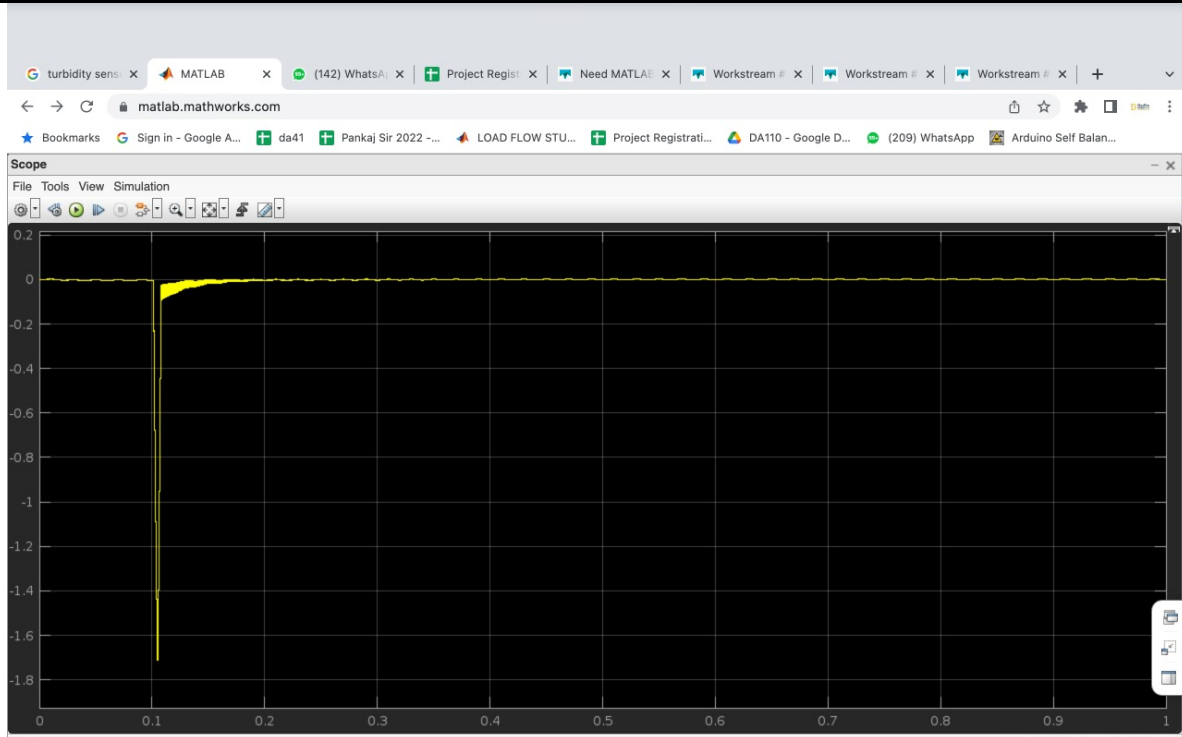 turbidity sens MATLAB (142) WhatsA Project Regist Need MATLAB Workstream # Workstream # Workstream #
matlab.mathworks.com
Bookmarks Sign in - Google A... da41 Pankaj Sir 2022 -... LOAD FLOW STU... Project Registrati... DA110 - Google D... (209) WhatsApp Arduino Self Balan...
Scope
File Tools View Simulation
0.2
0
-0.2
-0.4
-0.6
-0.8
-1
-1.2
-1.4
-1.6
-1.8
0 0.1 0.2 0.3 0.4 0.5 0.6 0.7 0.8 0.9 1